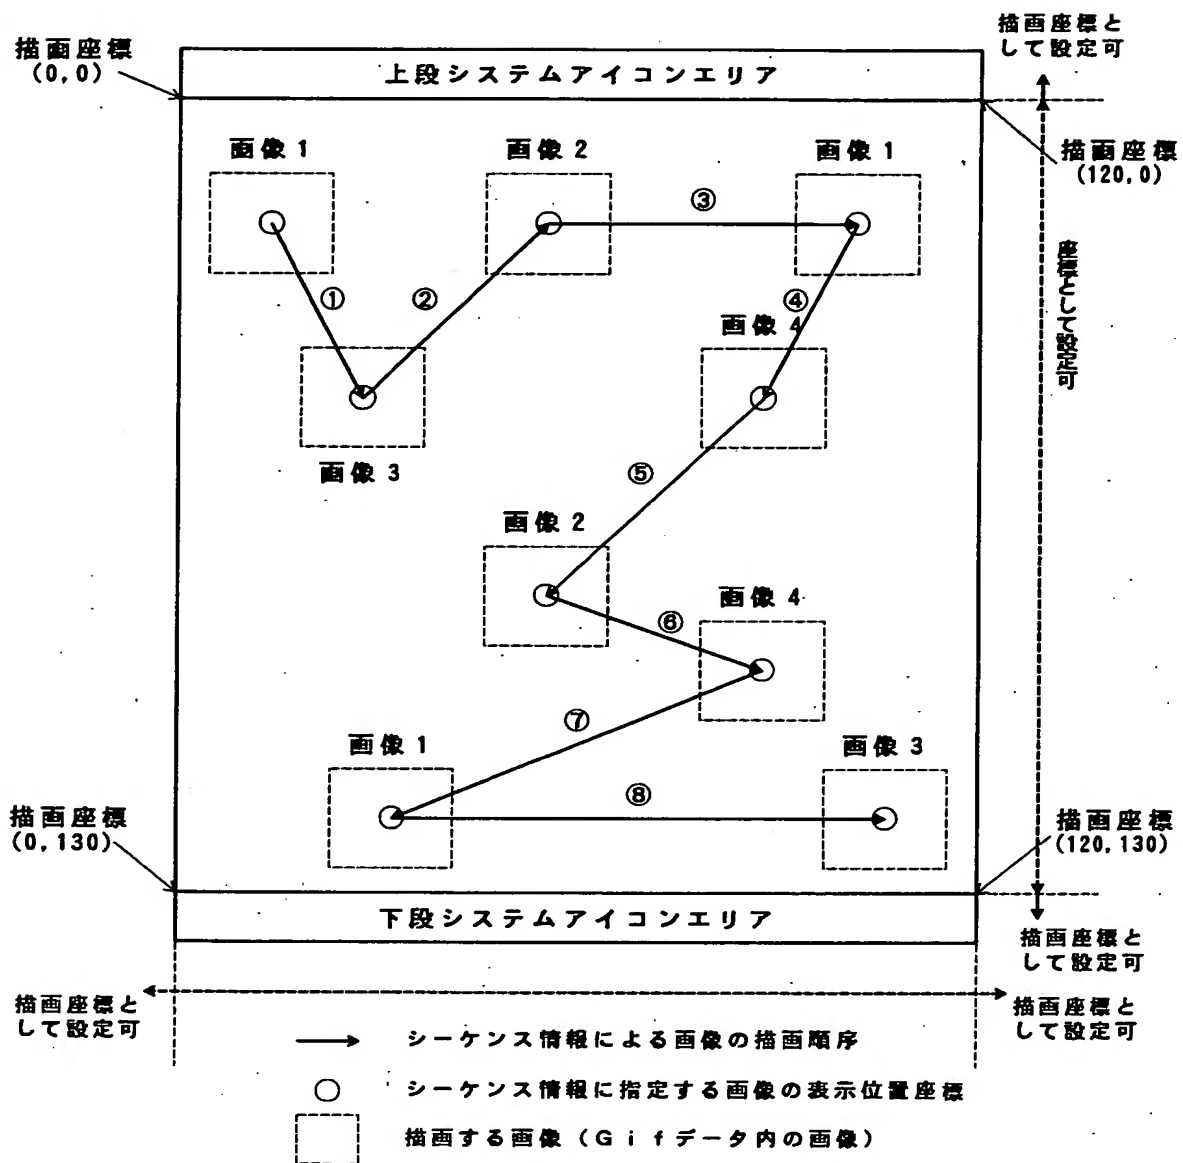 描画座標と
して設定可
描画座標
(0,0)
上段システムアイコンエリア
描画座標
(120,0)
画像1
画像2
画像1
③
座標として設定可
①
②
④
画像4
画像3
⑤
画像2
画像4
⑥
⑦
画像1
画像3
⑧
描画座標
(0,130)
描画座標
(120,130)
下段システムアイコンエリア
描画座標と
して設定可
描画座標と
して設定可
描画座標と
して設定可
シーケンス情報による画像の描画順序
シーケンス情報に指定する画像の表示位置座標
描画する画像(Gifデータ内の画像)